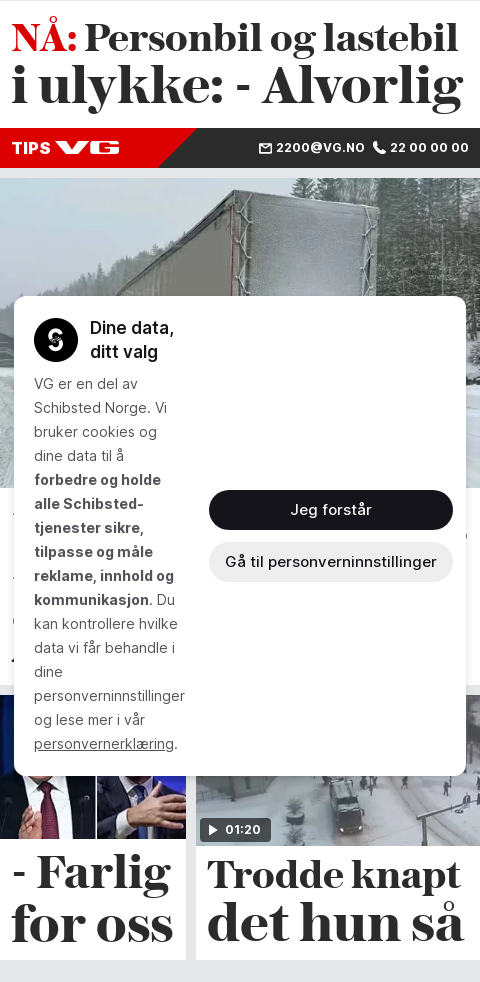 NÅ: Personbil og lastebil
i ulykke: - Alvorlig
TIPS VG
2200@VG.NO 22 00 00 00
Dine data,
ditt valg
VG er en del av
Schibsted Norge. Vi
bruker cookies og
dine data til å
forbedre og holde
alle Schibsted-
tjenester sikre,
tilpasse og måle
reklame, innhold og
kommunikasjon. Du
kan kontrollere hvilke
data vi får behandle i
dine
personverninnstillinger
og lese mer i vår
personvernerklæring.
Jeg forstår
Gå til personverninnstillinger
01:20
- Farlig
for oss
Trodde knapt
det hun så